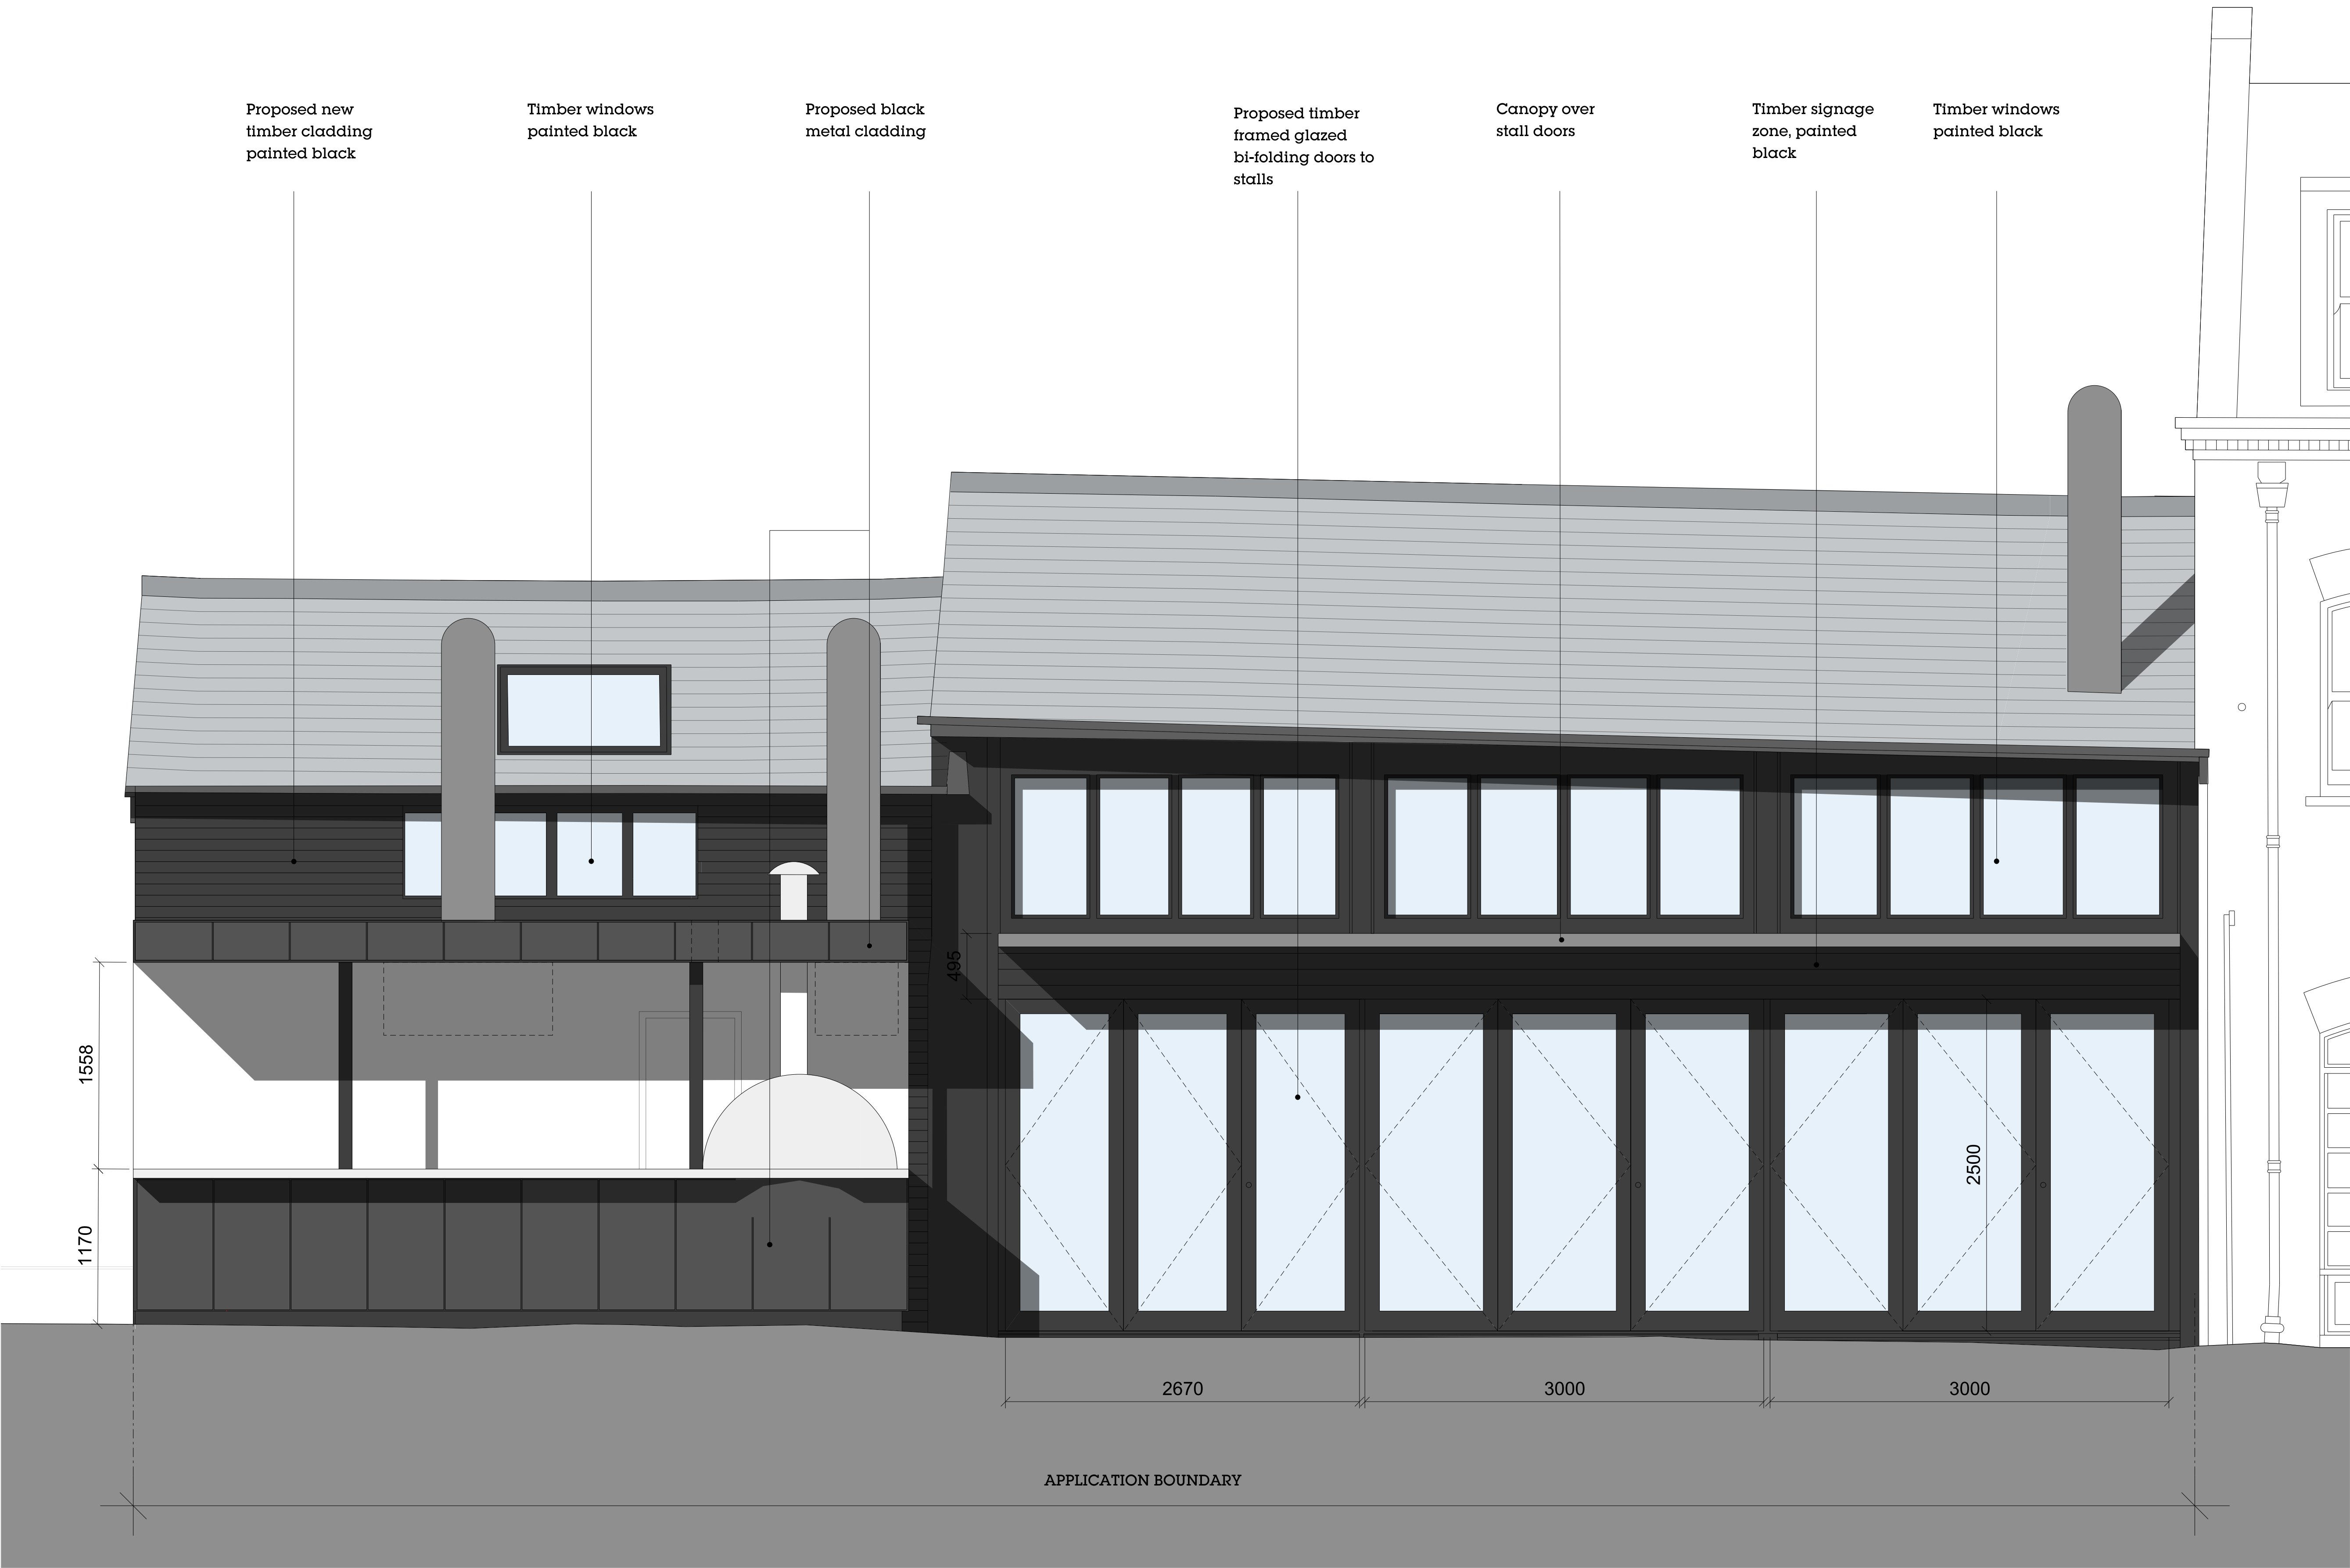 Proposed new
timber cladding
painted black
Timber windows
painted black
Proposed black
metal cladding
Proposed timber
framed glazed
bi-folding doors to
stalls
Canopy over
stall doors
Timber signage
zone, painted
black
Timber windows
painted black
495
1558
1170
2500
2670
3000
3000
APPLICATION BOUNDARY